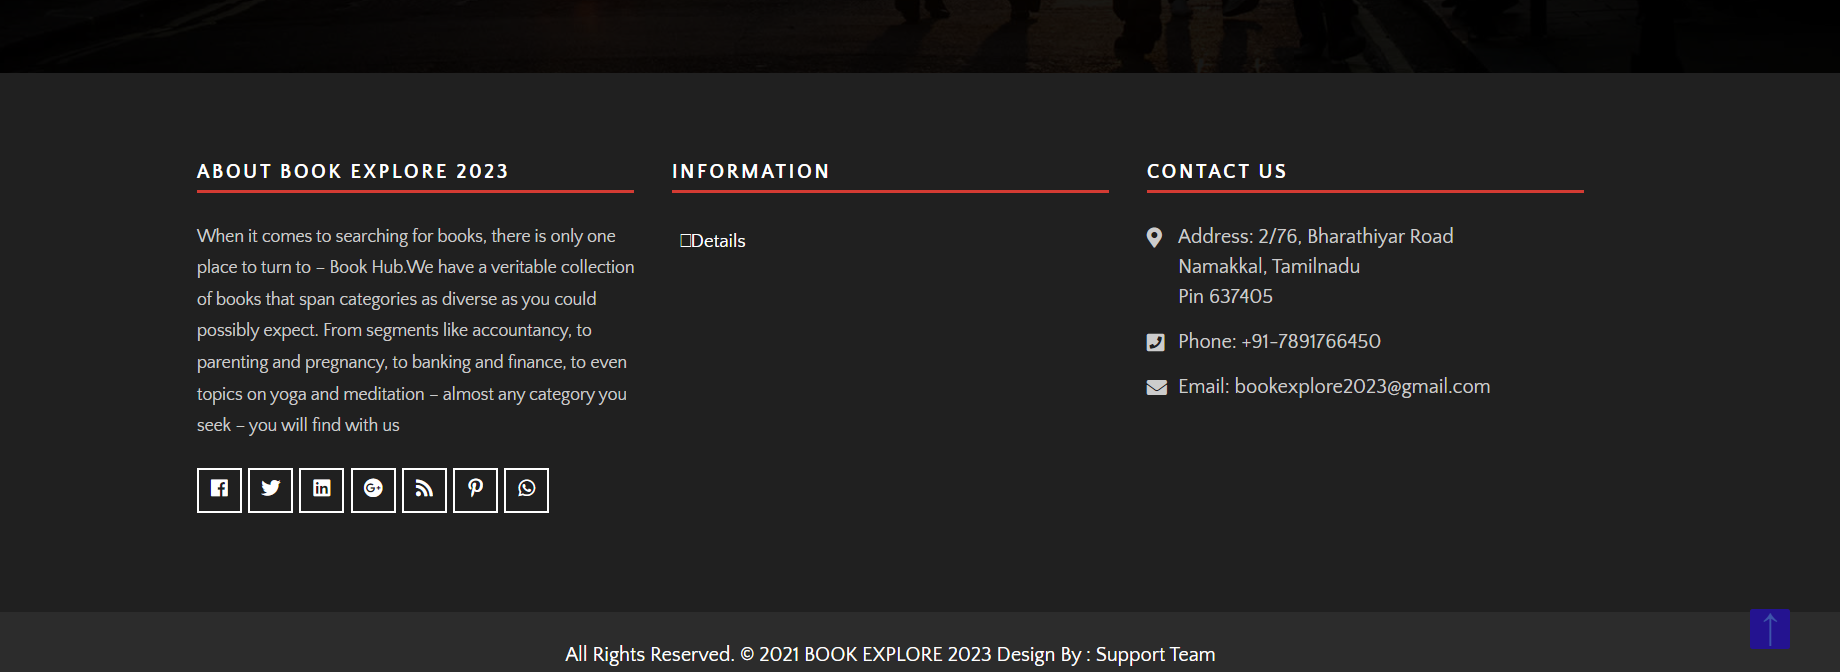 ABOUT BOOK EXPLORE 2023
When it comes to searching for books, there is only one
place to turn to – Book Hub.We have a veritable collection
of books that span categories as diverse as you could
possibly expect. From segments like accountancy, to
parenting and pregnancy, to banking and finance, to even
topics on yoga and meditation – almost any category you
seek – you will find with us
INFORMATION
Details
CONTACT US
Address: 2/76, Bharathiyar Road
Namakkal, Tamilnadu
Pin 637405
Phone: +91-7891766450
Email: bookexplore2023@gmail.com
All Rights Reserved. © 2021 BOOK EXPLORE 2023 Design By : Support Team